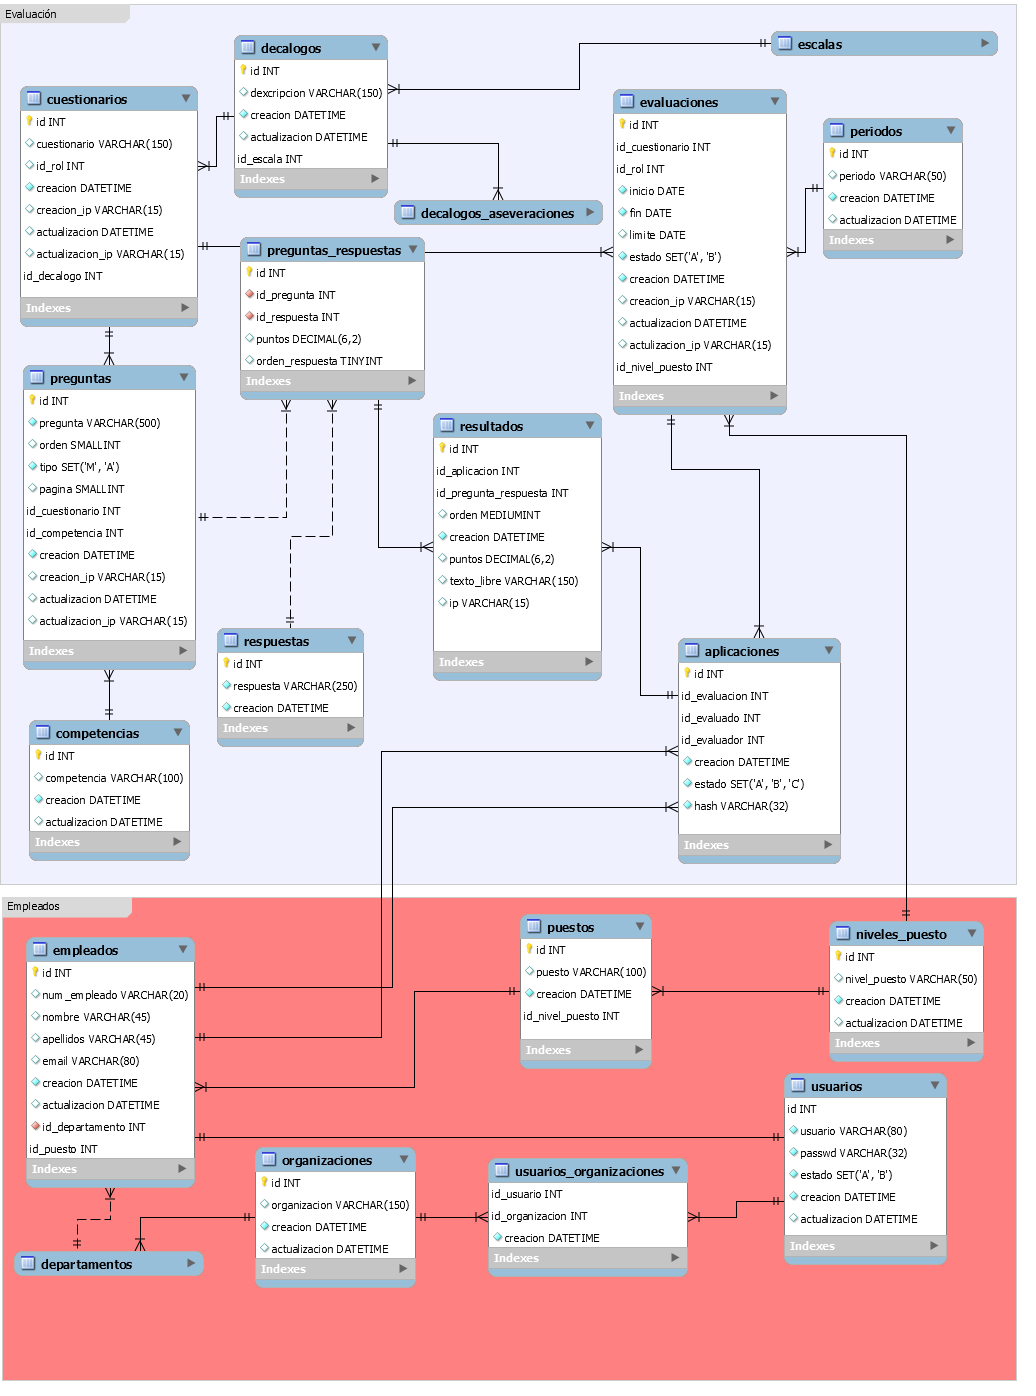 Evaluación
decalogos
id INT
dexcripcion VARCHAR(150)
creacion DATETIME
actualizacion DATETIME
id_escala INT
Indexes
escalas
cuestionarios
id INT
cuestionario VARCHAR(150)
id_rol INT
creacion DATETIME
creacion_ip VARCHAR(15)
actualizacion DATETIME
actualizacion_ip VARCHAR(15)
id_decalogo INT
Indexes
evaluaciones
id INT
id_cuestionario INT
id_rol INT
inicio DATE
fin DATE
limite DATE
estado SET('A', 'B')
creacion DATETIME
creacion_ip VARCHAR(15)
actualizacion DATETIME
actulizacion_ip VARCHAR(15)
id_nivel_puesto INT
Indexes
periodos
id INT
periodo VARCHAR(50)
creacion DATETIME
actualizacion DATETIME
Indexes
decalogos_aseveraciones
preguntas_respuestas
id INT
id_pregunta INT
id_respuesta INT
puntos DECIMAL(6,2)
orden_respuesta TINYINT
Indexes
preguntas
id INT
pregunta VARCHAR(500)
orden SMALLINT
tipo SET('M', 'A')
pagina SMALLINT
id_cuestionario INT
id_competencia INT
creacion DATETIME
creacion_ip VARCHAR(15)
actualizacion DATETIME
actualizacion_ip VARCHAR(15)
Indexes
resultados
id INT
id_aplicacion INT
id_pregunta_respuesta INT
orden MEDIUMINT
creacion DATETIME
puntos DECIMAL(6,2)
texto_libre VARCHAR(150)
ip VARCHAR(15)
Indexes
respuestas
id INT
respuesta VARCHAR(250)
creacion DATETIME
Indexes
aplicaciones
id INT
id_evaluacion INT
id_evaluado INT
id_evaluador INT
creacion DATETIME
estado SET('A', 'B', 'C')
hash VARCHAR(32)
Indexes
competencias
id INT
competencia VARCHAR(100)
creacion DATETIME
actualizacion DATETIME
Indexes
Empleados
empleados
id INT
num_empleado VARCHAR(20)
nombre VARCHAR(45)
apellidos VARCHAR(45)
email VARCHAR(80)
creacion DATETIME
actualizacion DATETIME
id_departamento INT
id_puesto INT
Indexes
puestos
id INT
puesto VARCHAR(100)
creacion DATETIME
id_nivel_puesto INT
Indexes
niveles_puesto
id INT
nivel_puesto VARCHAR(50)
creacion DATETIME
actualizacion DATETIME
Indexes
usuarios
id INT
usuario VARCHAR(80)
passwd VARCHAR(32)
estado SET('A', 'B')
creacion DATETIME
actualizacion DATETIME
Indexes
organizaciones
id INT
organizacion VARCHAR(150)
creacion DATETIME
actualizacion DATETIME
Indexes
usuarios_organizaciones
id_usuario INT
id_organizacion INT
creacion DATETIME
Indexes
departamentos